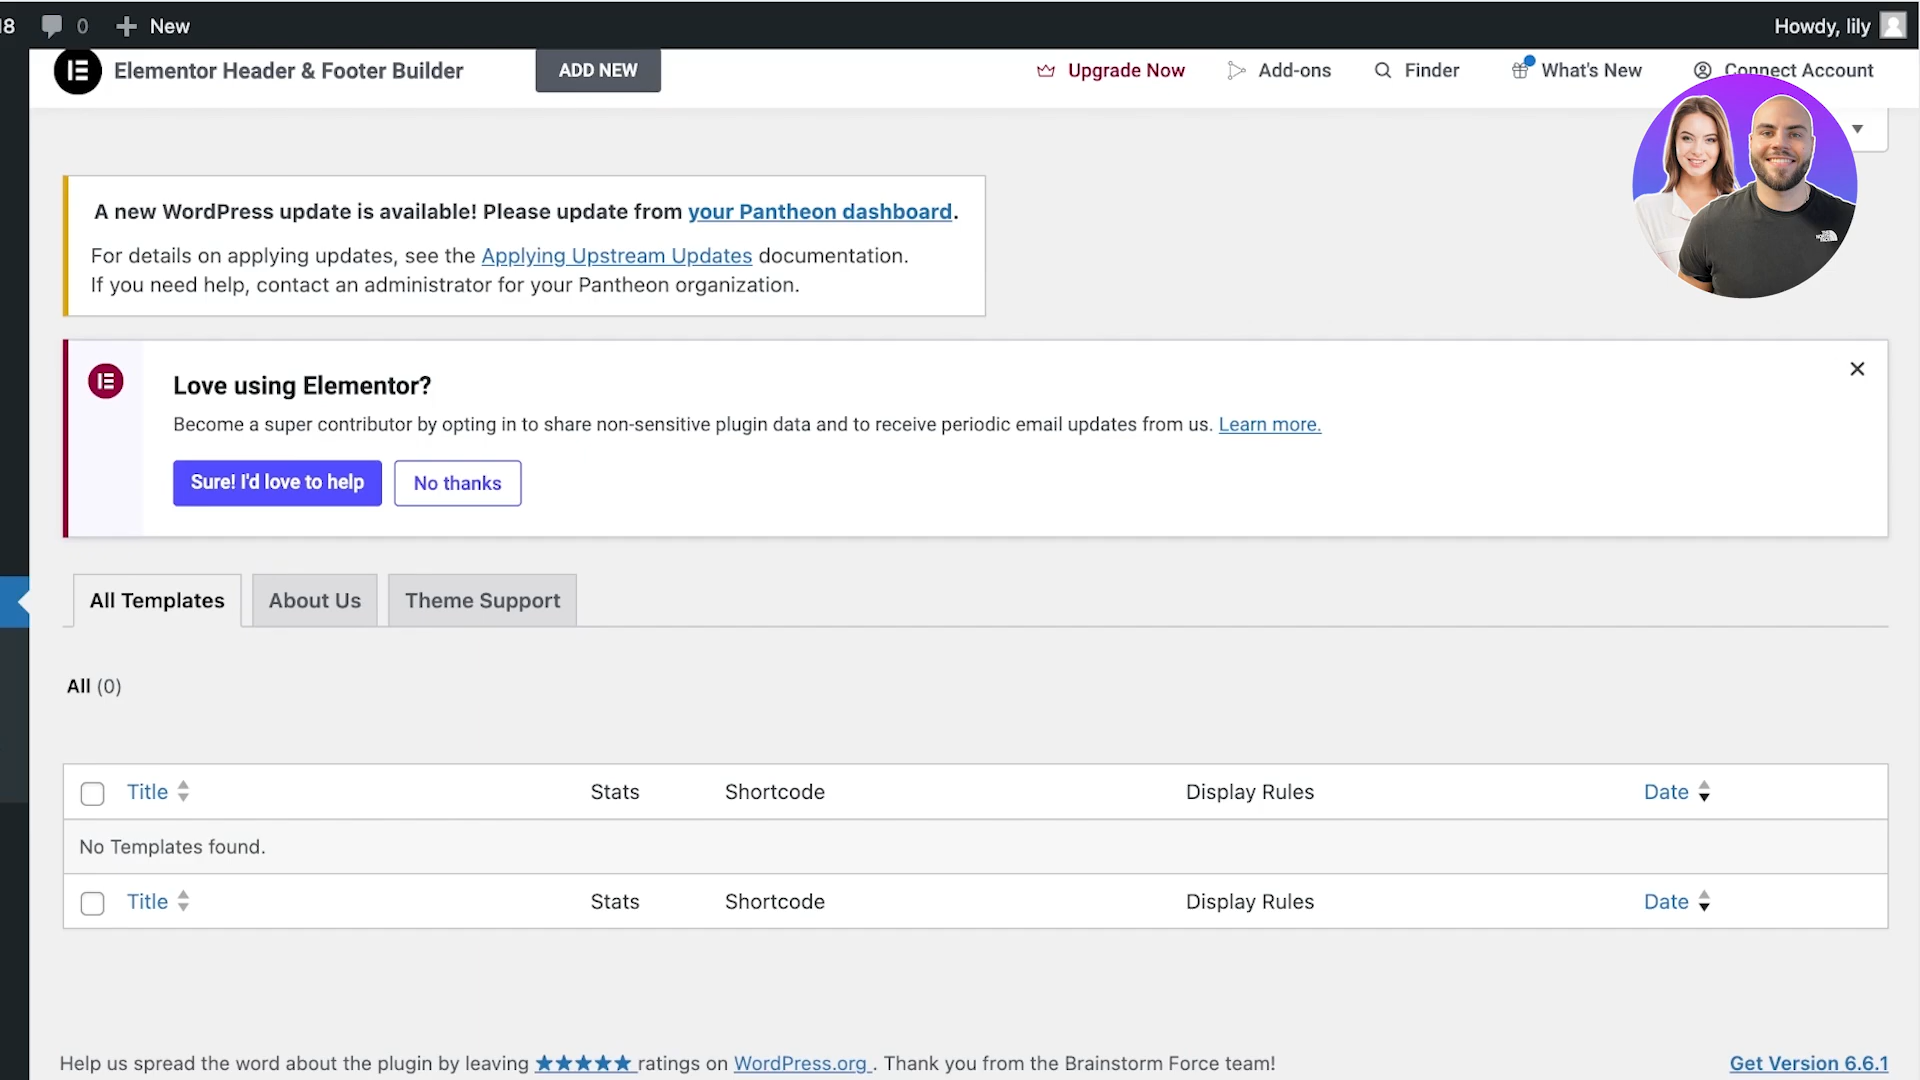 18 0 New Howdy, lily
Elementor Header & Footer Builder ADD NEW Upgrade Now Add-ons Finder What's New Connect Account
A new WordPress update is available! Please update from your Pantheon dashboard.
For details on applying updates, see the Applying Upstream Updates documentation.
If you need help, contact an administrator for your Pantheon organization.
Love using Elementor?
Become a super contributor by opting in to share non-sensitive plugin data and to receive periodic email updates from us. Learn more.
Sure! I'd love to help No thanks
All Templates About Us Theme Support
All (0)
Title Stats Shortcode Display Rules Date
No Templates found.
Title Stats Shortcode Display Rules Date
Help us spread the word about the plugin by leaving ★★★★★ ratings on WordPress.org . Thank you from the Brainstorm Force team! Get Version 6.6.1